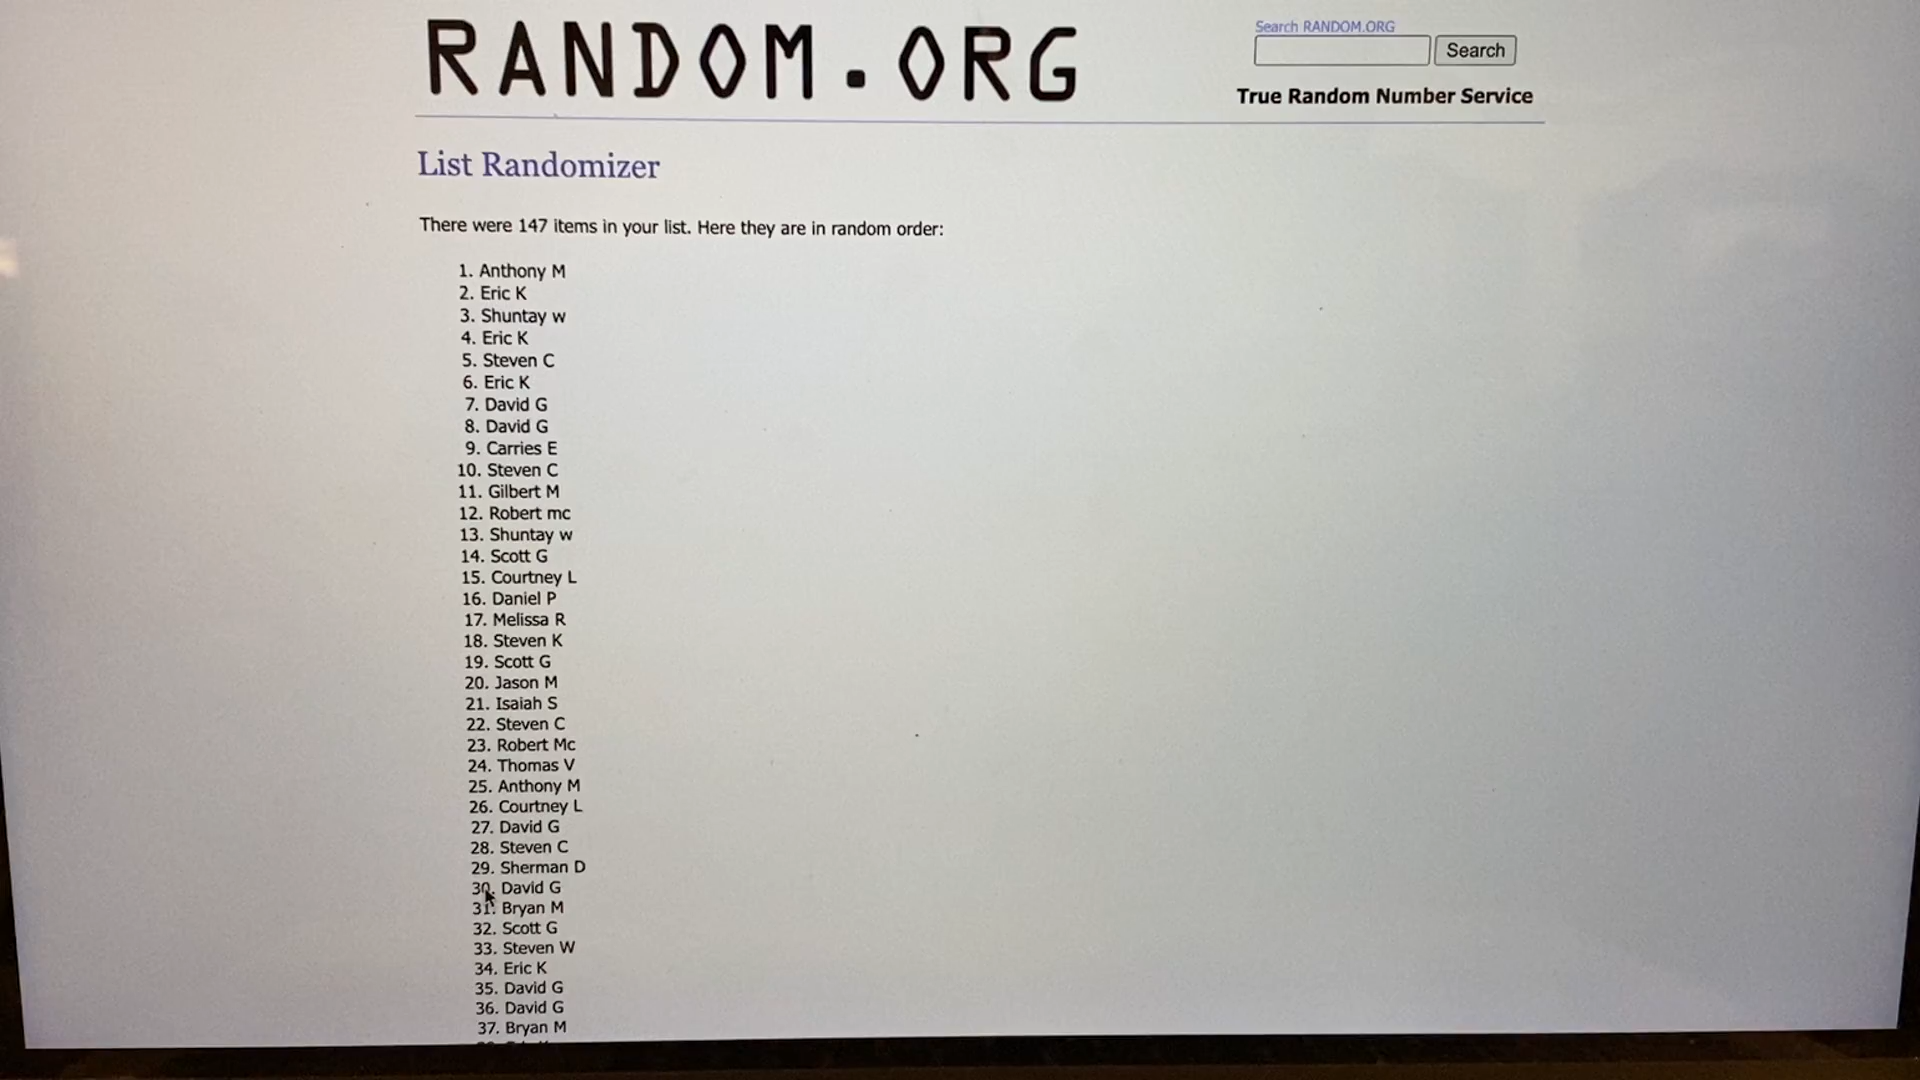 RANDOM.ORG
Search RANDOM.ORG
Search
True Random Number Service
List Randomizer
There were 147 items in your list. Here they are in random order:
1. Anthony M
2. Eric K
3. Shuntay w
4. Eric K
5. Steven C
6. Eric K
7. David G
8. David G
9. Carries E
10. Steven C
11. Gilbert M
12. Robert mc
13. Shuntay w
14. Scott G
15. Courtney L
16. Daniel P
17. Melissa R
18. Steven K
19. Scott G
20. Jason M
21. Isaiah S
22. Steven C
23. Robert Mc
24. Thomas V
25. Anthony M
26. Courtney L
27. David G
28. Steven C
29. Sherman D
30. David G
31. Bryan M
32. Scott G
33. Steven W
34. Eric K
35. David G
36. David G
37. Bryan M